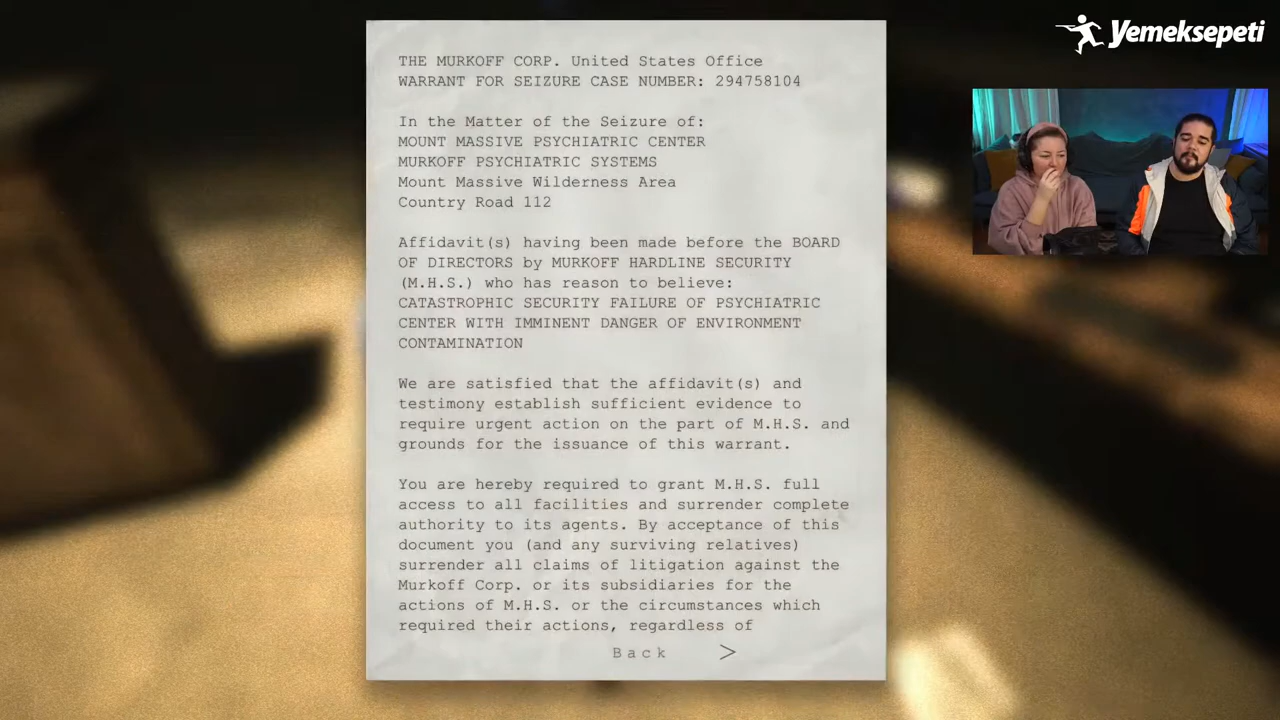 Yemeksepeti
THE MURKOFF CORP. United States Office
WARRANT FOR SEIZURE CASE NUMBER: 294758104
In the Matter of the Seizure of:
MOUNT MASSIVE PSYCHIATRIC CENTER
MURKOFF PSYCHIATRIC SYSTEMS
Mount Massive Wilderness Area
Country Road 112
Affidavit(s) having been made before the BOARD
OF DIRECTORS by MURKOFF HARDLINE SECURITY
(M.H.S.) who has reason to believe:
CATASTROPHIC SECURITY FAILURE OF PSYCHIATRIC
CENTER WITH IMMINENT DANGER OF ENVIRONMENT
CONTAMINATION
We are satisfied that the affidavit(s) and
testimony establish sufficient evidence to
require urgent action on the part of M.H.S. and
grounds for the issuance of this warrant.
You are hereby required to grant M.H.S. full
access to all facilities and surrender complete
authority to its agents. By acceptance of this
document you (and any surviving relatives)
surrender all claims of litigation against the
Murkoff Corp. or its subsidiaries for the
actions of M.H.S. or the circumstances which
required their actions, regardless of
Back >